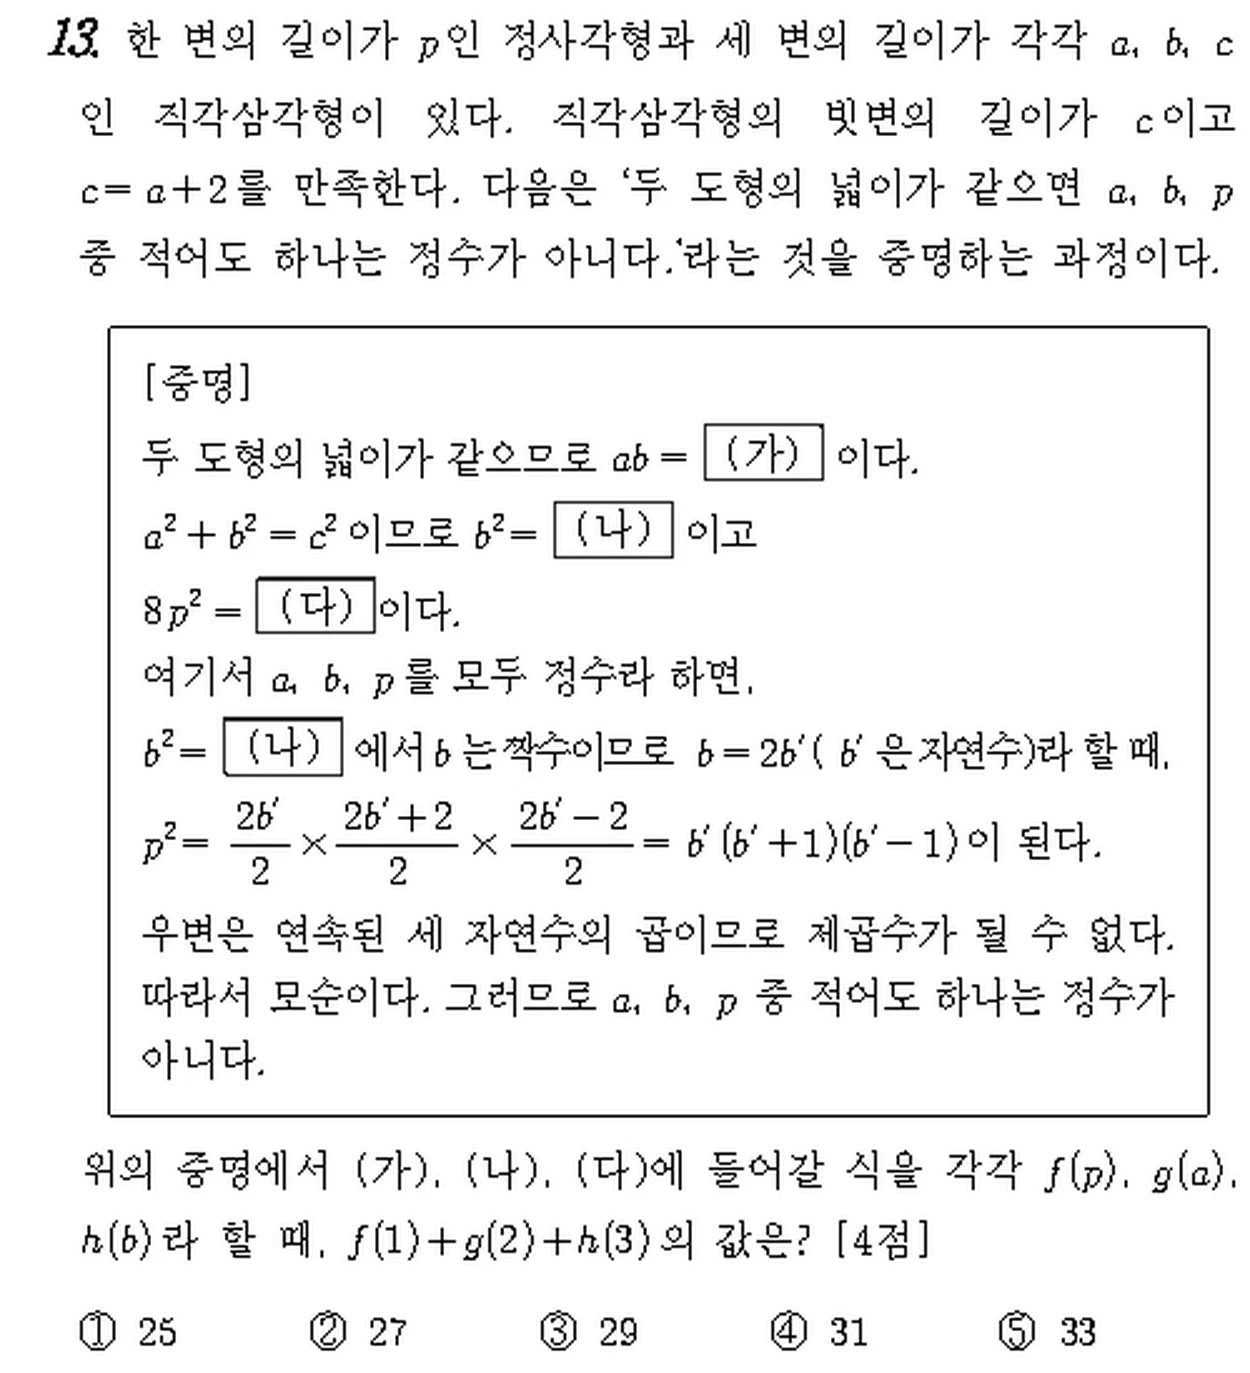 13. 한 변의 길이가 p인 정사각형과 세 변의 길이가 각각 a, b, c
인 직각삼각형이 있다. 직각삼각형의 빗변의 길이가 c이고
c = a+2를 만족한다. 다음은 ‘두 도형의 넓이가 같으면 a, b, p
중 적어도 하나는 정수가 아니다.’라는 것을 증명하는 과정이다.
[증명]
두 도형의 넓이가 같으므로 ab = (가) 이다.
a² + b² = c² 이므로 b² = (나) 이고
8p² = (다) 이다.
여기서 a, b, p를 모두 정수라 하면,
b² = (나) 에서 b는 짝수이므로 b = 2b′( b′ 은 자연수)라 할 때,
p² = 2b′/2 × (2b′+2)/2 × (2b′−2)/2 = b′(b′+1)(b′−1)이 된다.
우변은 연속된 세 자연수의 곱이므로 제곱수가 될 수 없다.
따라서 모순이다. 그러므로 a, b, p 중 적어도 하나는 정수가
아니다.
위의 증명에서 (가), (나), (다)에 들어갈 식을 각각 f(p), g(a),
h(b)라 할 때, f(1)+g(2)+h(3)의 값은? [4점]
① 25 ② 27 ③ 29 ④ 31 ⑤ 33